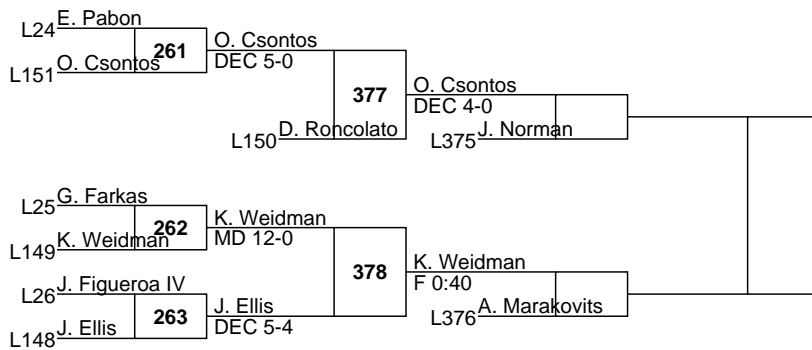 L24 E. Pabon
261
O. Csontos
DEC 5-0
L151 O. Csontos
377
O. Csontos
DEC 4-0
L150 D. Roncolato
L375 J. Norman
L25 G. Farkas
262
K. Weidman
MD 12-0
L149 K. Weidman
378
K. Weidman
F 0:40
L26 J. Figueroa IV
263
J. Ellis
DEC 5-4
L148 J. Ellis
L376 A. Marakovits